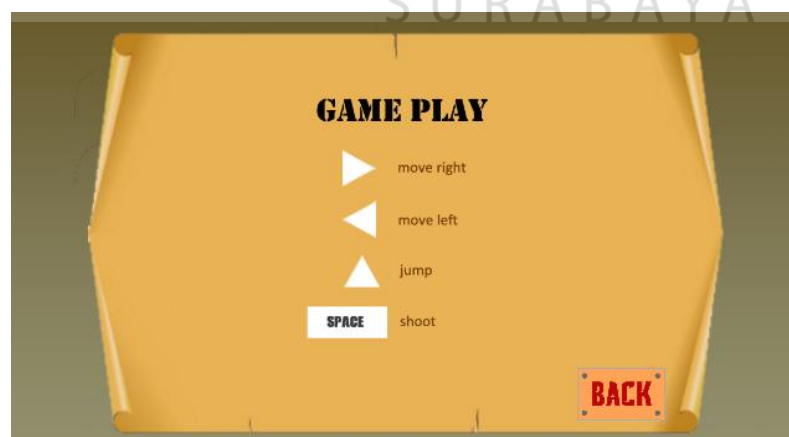 SURABAYA
GAME PLAY
move right
move left
jump
SPACE shoot
BACK